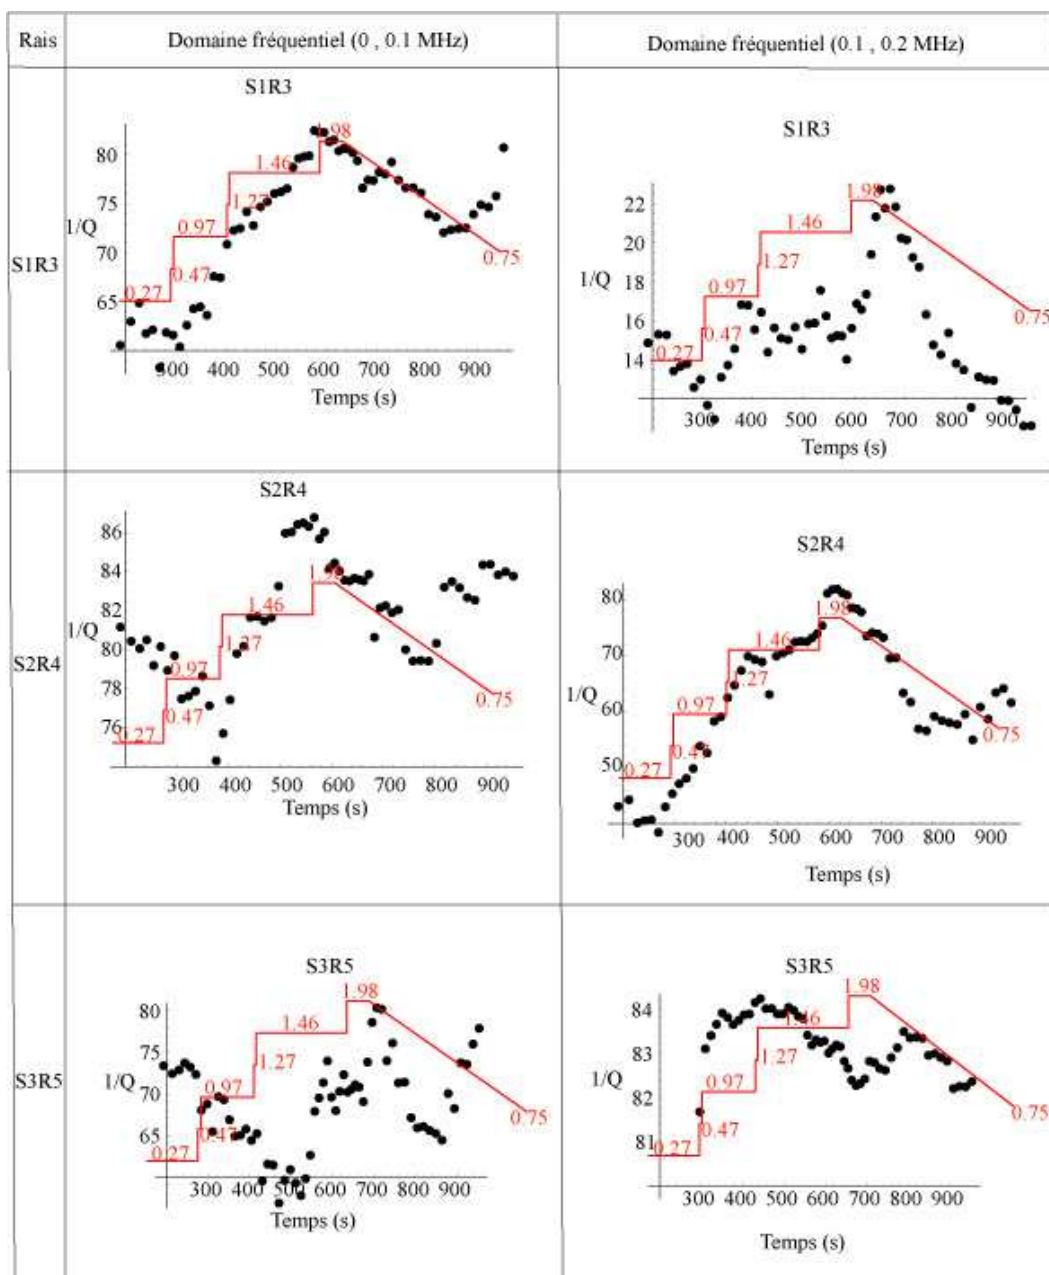 Rais
Domaine fréquentiel (0 , 0.1 MHz)
Domaine fréquentiel (0.1 , 0.2 MHz)
S1R3
S1R3
80
75
1/Q
70
65
0.27
0.47
0.97
1.27
1.46
1.98
0.75
300 400 500 600 700 800 900
Temps (s)
S1R3
22
20
1/Q
18
16
14
0.27
0.47
0.97
1.27
1.46
1.98
0.75
300 400 500 600 700 800 900
Temps (s)
S2R4
S2R4
86
84
82
1/Q
80
78
76
0.27
0.47
0.97
1.27
1.46
1.98
0.75
300 400 500 600 700 800 900
Temps (s)
S2R4
80
70
1/Q
60
50
0.27
0.47
0.97
1.27
1.46
1.98
0.75
300 400 500 600 700 800 900
Temps (s)
S3R5
S3R5
80
75
1/Q
70
65
0.27
0.47
0.97
1.27
1.46
1.98
0.75
300 400 500 600 700 800 900
Temps (s)
S3R5
84
83
1/Q
82
81
0.27
0.47
0.97
1.27
1.46
1.98
0.75
300 400 500 600 700 800 900
Temps (s)